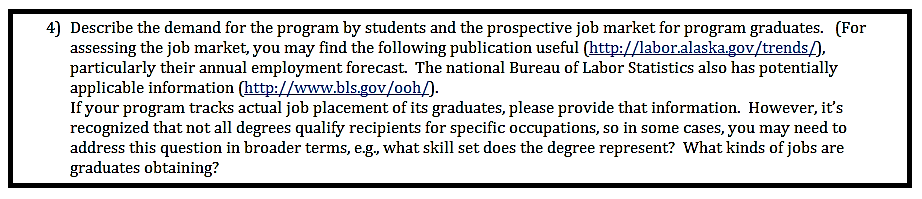 4) Describe the demand for the program by students and the prospective job market for program graduates. (For
assessing the job market, you may find the following publication useful (http://labor.alaska.gov/trends/),
particularly their annual employment forecast. The national Bureau of Labor Statistics also has potentially
applicable information (http://www.bls.gov/ooh/).
If your program tracks actual job placement of its graduates, please provide that information. However, it's
recognized that not all degrees qualify recipients for specific occupations, so in some cases, you may need to
address this question in broader terms, e.g., what skill set does the degree represent? What kinds of jobs are
graduates obtaining?